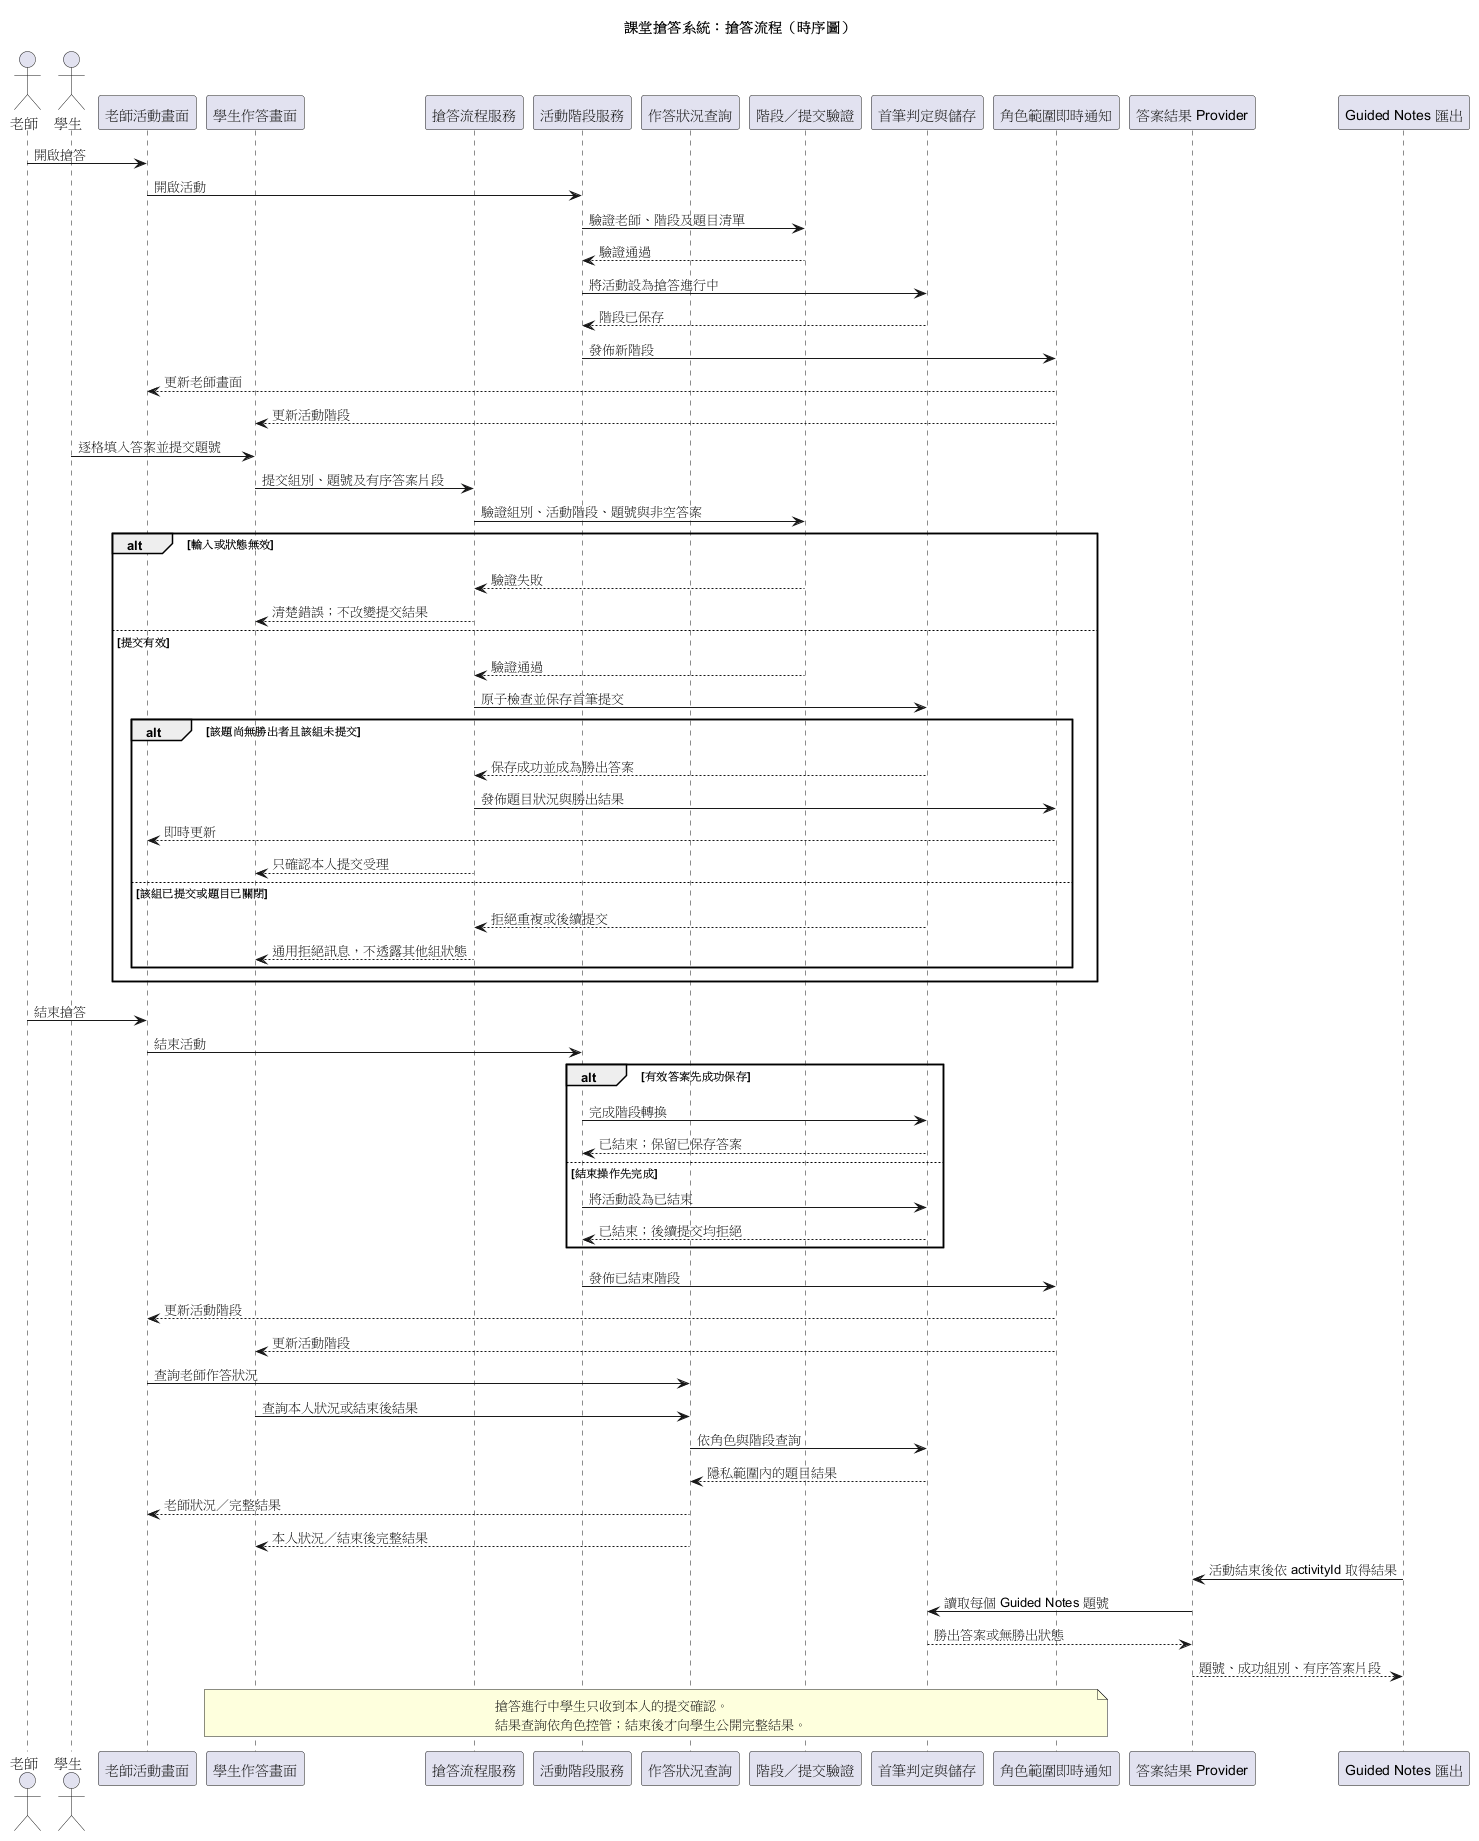 課堂搶答系統：搶答流程（時序圖）
老師
學生
老師活動畫面
學生作答畫面
搶答流程服務
活動階段服務
作答狀況查詢
階段／提交驗證
首筆判定與儲存
角色範圍即時通知
答案結果 Provider
Guided Notes 匯出
開啟搶答
開啟活動
驗證老師、階段及題目清單
驗證通過
將活動設為搶答進行中
階段已保存
發佈新階段
更新老師畫面
更新活動階段
逐格填入答案並提交題號
提交組別、題號及有序答案片段
驗證組別、活動階段、題號與非空答案
alt [輸入或狀態無效]
驗證失敗
清楚錯誤；不改變提交結果
[提交有效]
驗證通過
原子檢查並保存首筆提交
alt [該題尚無勝出者且該組未提交]
保存成功並成為勝出答案
發佈題目狀況與勝出結果
即時更新
只確認本人提交受理
[該組已提交或題目已關閉]
拒絕重複或後續提交
通用拒絕訊息，不透露其他組狀態
結束搶答
結束活動
alt [有效答案先成功保存]
完成階段轉換
已結束；保留已保存答案
[結束操作先完成]
將活動設為已結束
已結束；後續提交均拒絕
發佈已結束階段
更新活動階段
更新活動階段
查詢老師作答狀況
查詢本人狀況或結束後結果
依角色與階段查詢
隱私範圍內的題目結果
老師狀況／完整結果
本人狀況／結束後完整結果
活動結束後依 activityId 取得結果
讀取每個 Guided Notes 題號
勝出答案或無勝出狀態
題號、成功組別、有序答案片段
搶答進行中學生只收到本人的提交確認。
結果查詢依角色控管；結束後才向學生公開完整結果。
老師
學生
老師活動畫面
學生作答畫面
搶答流程服務
活動階段服務
作答狀況查詢
階段／提交驗證
首筆判定與儲存
角色範圍即時通知
答案結果 Provider
Guided Notes 匯出